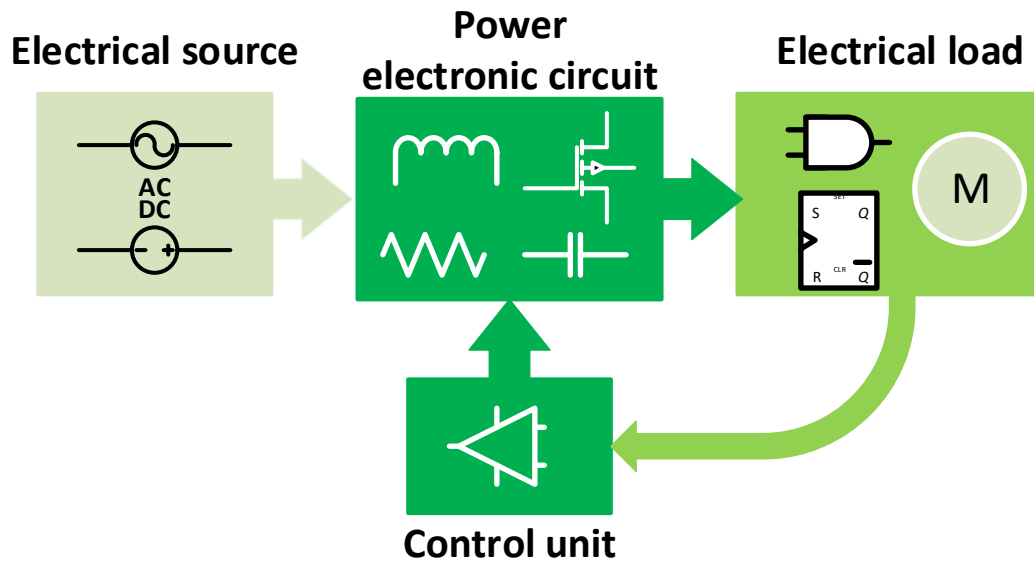 Electrical source
Power
electronic circuit
Electrical load
AC
DC
- +
M
SET
S Q
CLR
R Q
Control unit